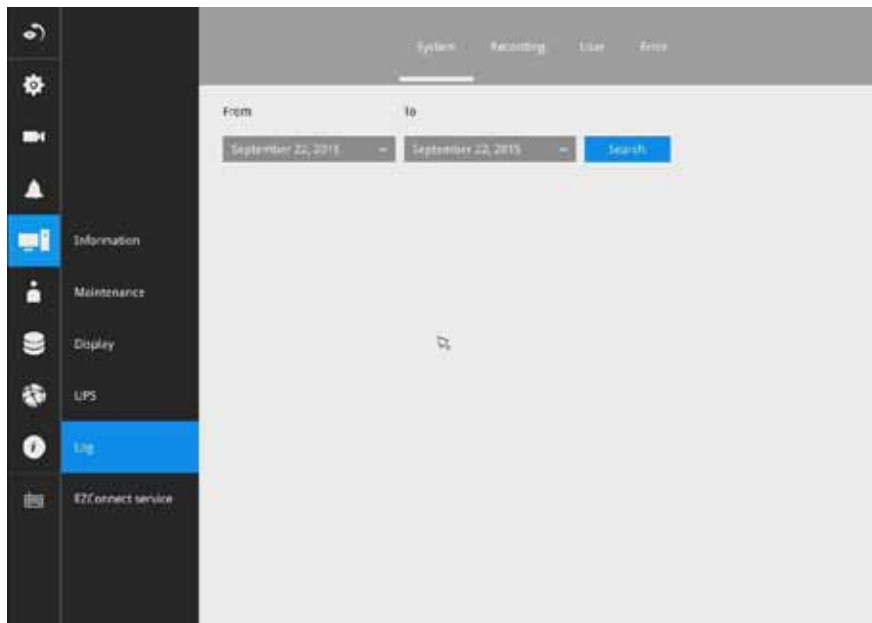 System Recording User Error
From To
September 22, 2015 September 22, 2015 Search
Information
Maintenance
Display
UPS
Log
EZConnect service